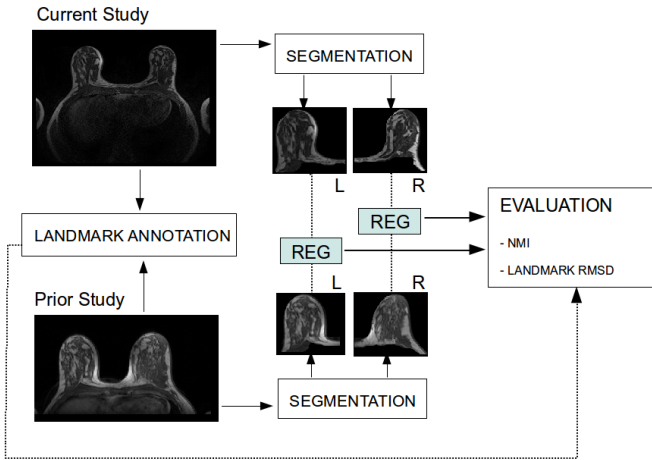 Current Study
SEGMENTATION
L
R
EVALUATION
- NMI
- LANDMARK RMSD
REG
LANDMARK ANNOTATION
REG
L
R
Prior Study
SEGMENTATION